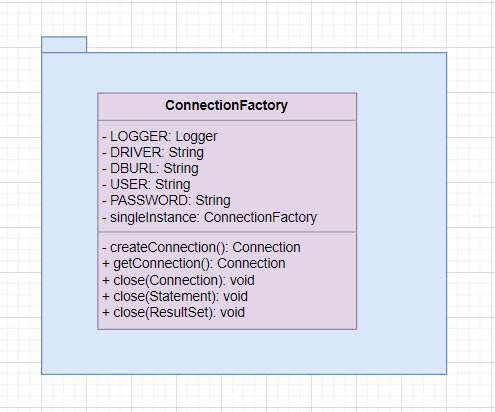 ConnectionFactory
- LOGGER: Logger
- DRIVER: String
- DBURL: String
- USER: String
- PASSWORD: String
- singleInstance: ConnectionFactory
- createConnection(): Connection
+ getConnection(): Connection
+ close(Connection): void
+ close(Statement): void
+ close(ResultSet): void